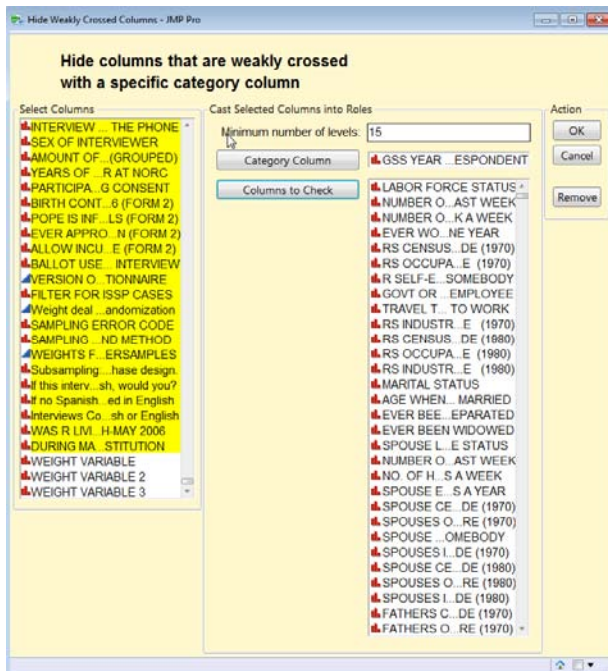 Hide Weakly Crossed Columns - JMP Pro
Hide columns that are weakly crossed
with a specific category column
Select Columns
INTERVIEW ... THE PHONE
SEX OF INTERVIEWER
AMOUNT OF...(GROUPED)
YEARS OF ...R AT NORC
PARTICIPA...G CONSENT
BIRTH CONT...6 (FORM 2)
POPE IS INF...LS (FORM 2)
EVER APPRO...N (FORM 2)
ALLOW INCU...E (FORM 2)
BALLOT USE... INTERVIEW
VERSION O...TIONNAIRE
FILTER FOR ISSP CASES
Weight deal ...andomization
SAMPLING ERROR CODE
SAMPLING ...ND METHOD
WEIGHTS F...ERSAMPLES
Subsampling:...hase design.
If this interv...sh, would you?
If no Spanish...ed in English
Interviews Co...sh or English
WAS R LIVI...H-MAY 2006
DURING MA...STITUTION
WEIGHT VARIABLE
WEIGHT VARIABLE 2
WEIGHT VARIABLE 3
Cast Selected Columns into Roles
Minimum number of levels: 15
Category Column
GSS YEAR ...ESPONDENT
Columns to Check
LABOR FORCE STATUS
NUMBER O...AST WEEK
NUMBER O...K A WEEK
EVER WO...NE YEAR
RS CENSUS...DE (1970)
RS OCCUPA...E (1970)
R SELF-E...SOMEBODY
GOVT OR ...EMPLOYEE
TRAVEL T... TO WORK
RS INDUSTR...E (1970)
RS CENSUS...DE (1980)
RS OCCUPA...E (1980)
RS INDUSTR...E (1980)
MARITAL STATUS
AGE WHEN... MARRIED
EVER BEE...EPARATED
EVER BEEN WIDOWED
SPOUSE L...E STATUS
NUMBER O...AST WEEK
NO. OF H...S A WEEK
SPOUSE E...S A YEAR
SPOUSE CE...DE (1970)
SPOUSES O...RE (1970)
SPOUSE ...OMEBODY
SPOUSES I...DE (1970)
SPOUSE CE...DE (1980)
SPOUSES O...RE (1980)
SPOUSES I...DE (1980)
FATHERS C...DE (1970)
FATHERS O...RE (1970)
Action
OK
Cancel
Remove